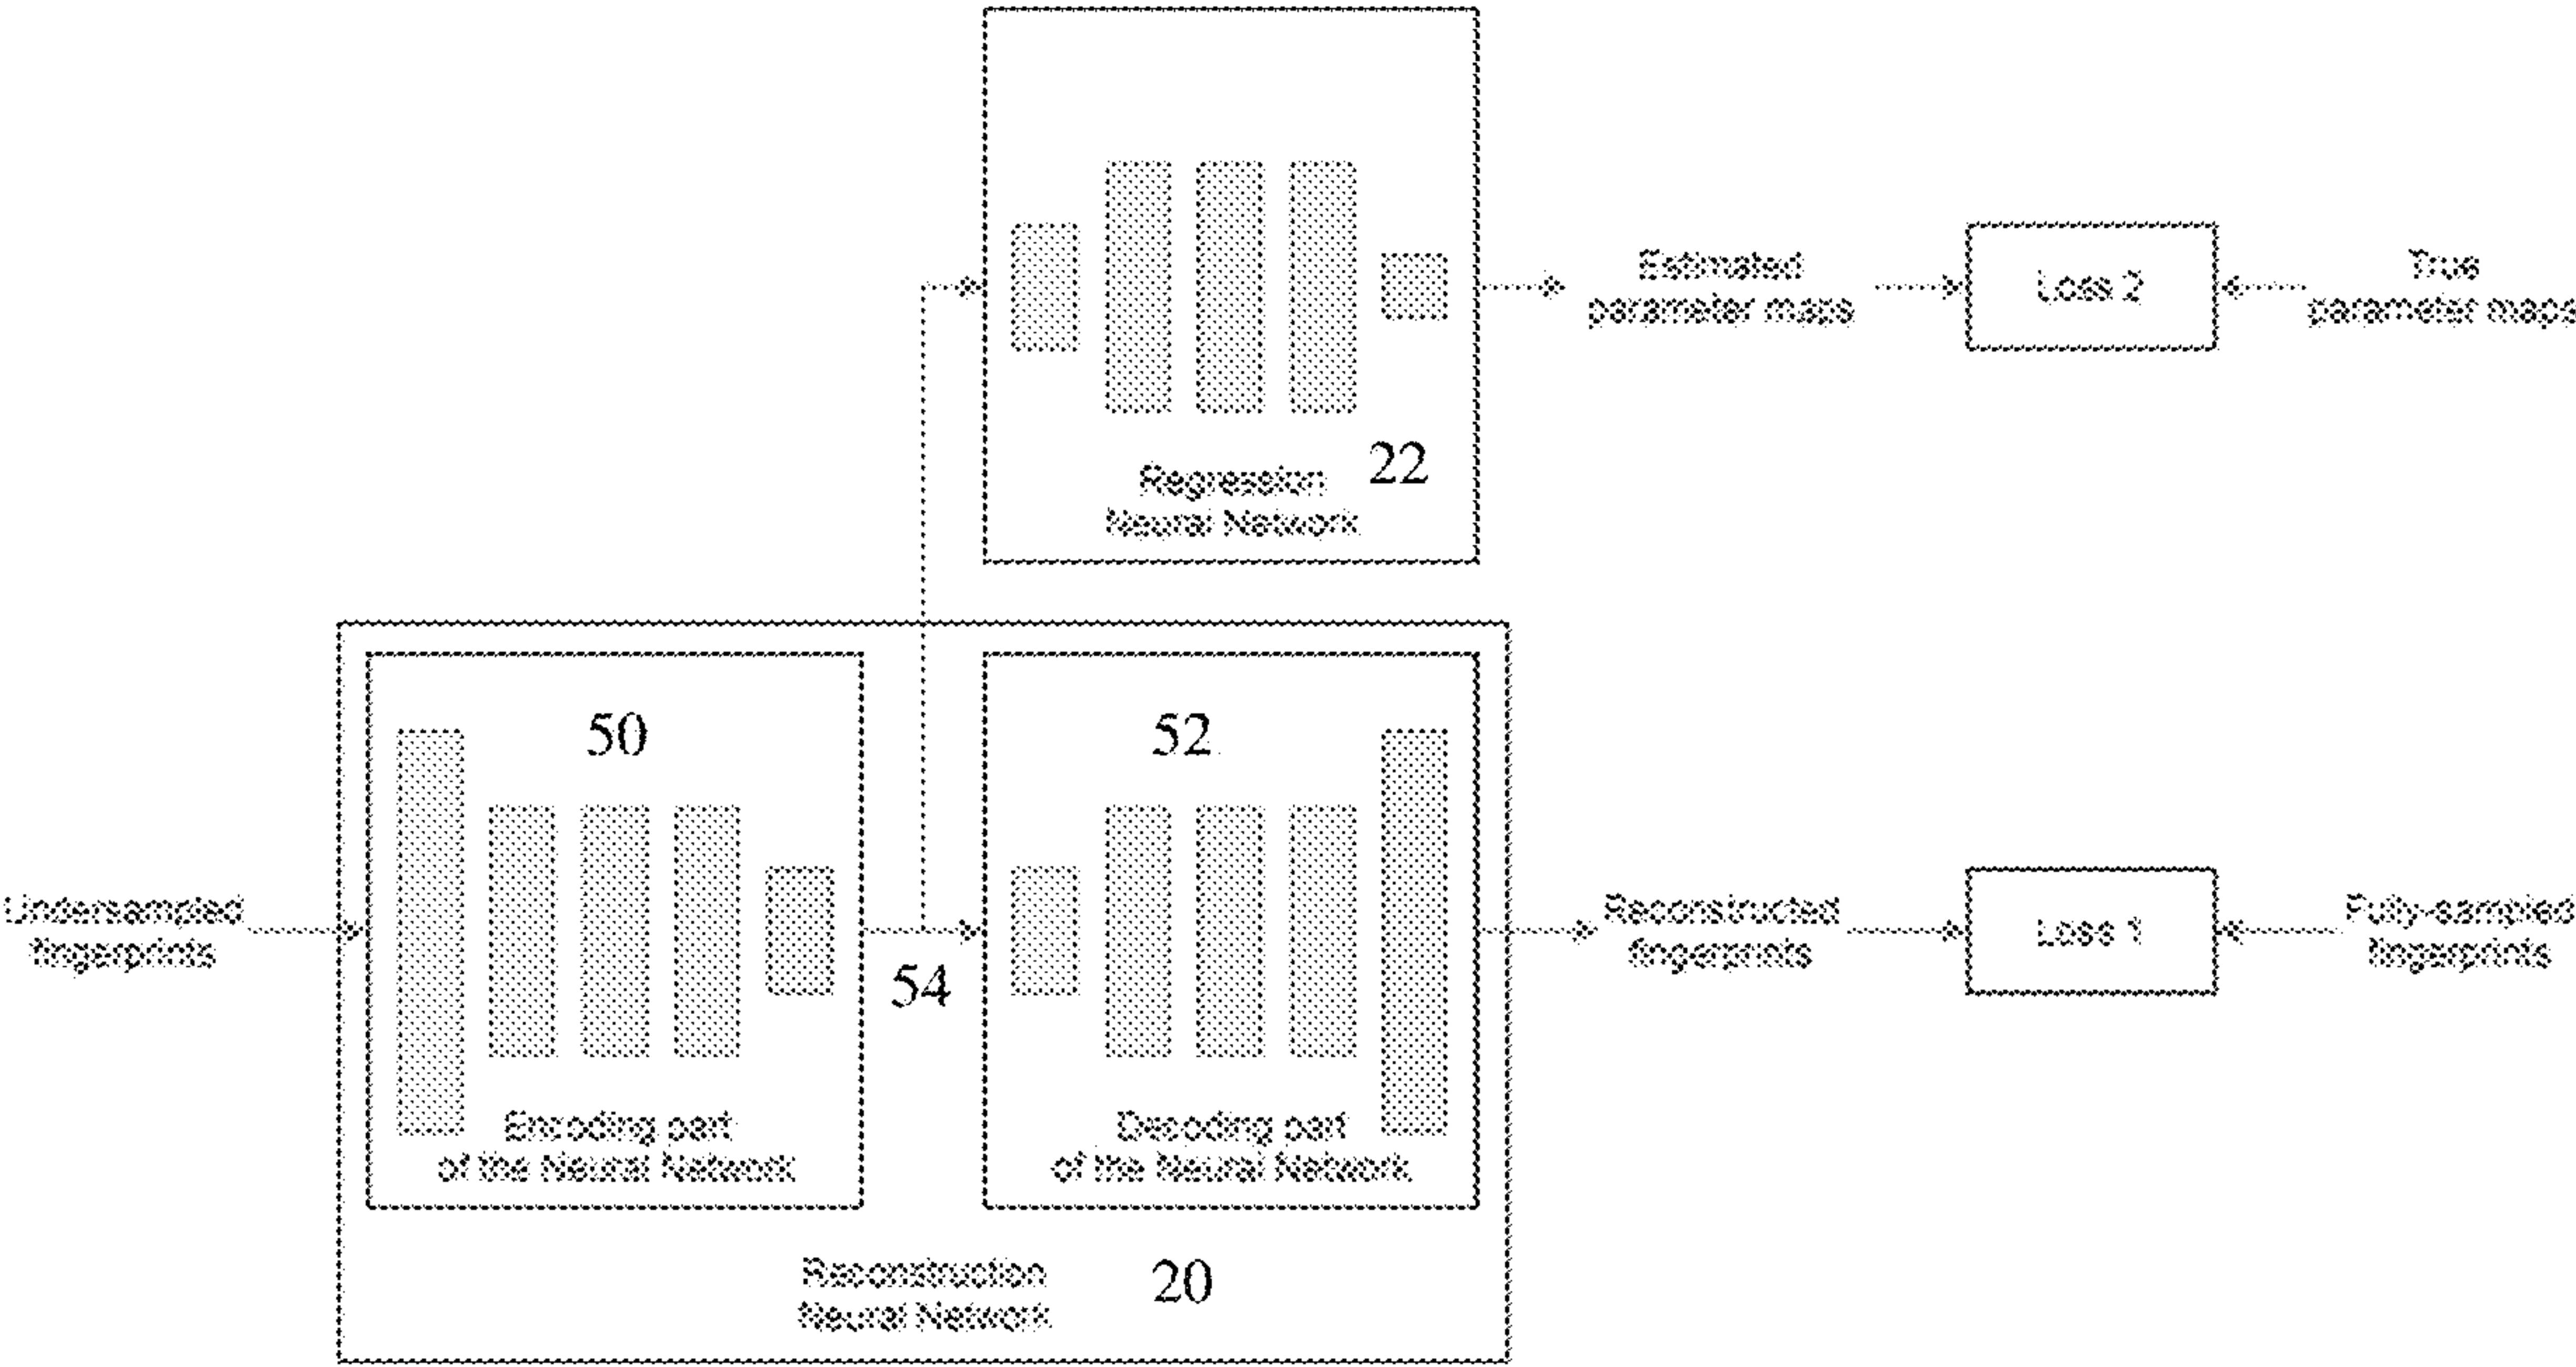 22
Regression
Neural Network
Estimated
parameter maps
Loss 2
True
parameter maps
50
52
Undersampled
fingerprints
54
Reconstructed
fingerprints
Loss 1
Fully-sampled
fingerprints
Encoding part
of the Neural Network
Decoding part
of the Neural Network
Reconstruction
Neural Network
20